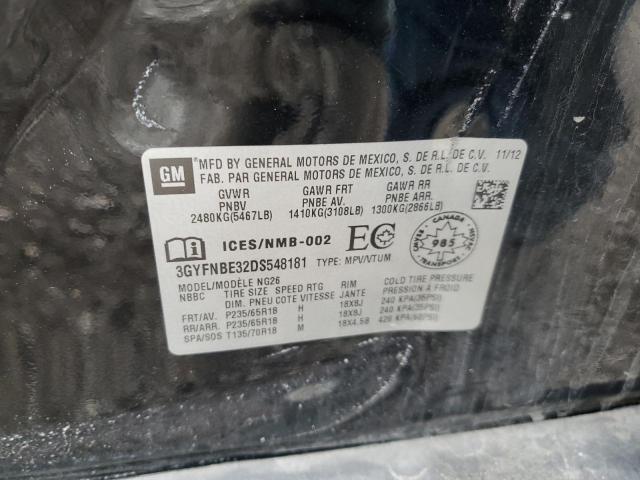 GM MFD BY GENERAL MOTORS DE MEXICO, S. DE R.L. DE C.V. 11/12
FAB. PAR GENERAL MOTORS DE MEXICO, S. DE R.L. DE C.V.
GVWR GAWR FRT GAWR RR
PNBV PNBE AV. PNBE ARR.
2480KG(5467LB) 1410KG(3108LB) 1300KG(2866LB)
ICES/NMB-002 EC 985
3GYFNBE32DS548181 TYPE: MPV/VTUM
MODEL/MODÈLE NG26
NBBC TIRE SIZE SPEED RTG RIM COLD TIRE PRESSURE
DIM. PNEU COTE VITESSE JANTE PRESSION À FROID
FRT/AV. P235/65R18 H 18X8J 240 KPA(35PSI)
RR/ARR. P235/65R18 H 18X8J 240 KPA(35PSI)
SPA/SOS T135/70R18 M 18X4.5B 420 KPA(60PSI)